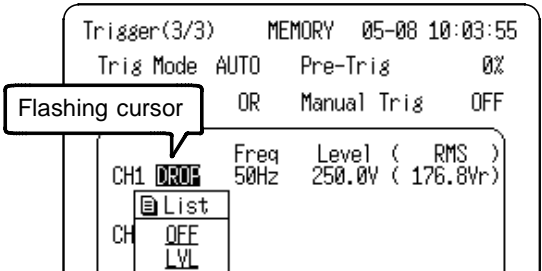 Trigger(3/3) MEMORY 05-08 10:03:55
Trig Mode AUTO Pre-Trig 0%
Flashing cursor OR Manual Trig OFF
Freq Level ( RMS )
CH1 DROP 50Hz 250.0V ( 176.8Vr)
List
CH OFF
LVL